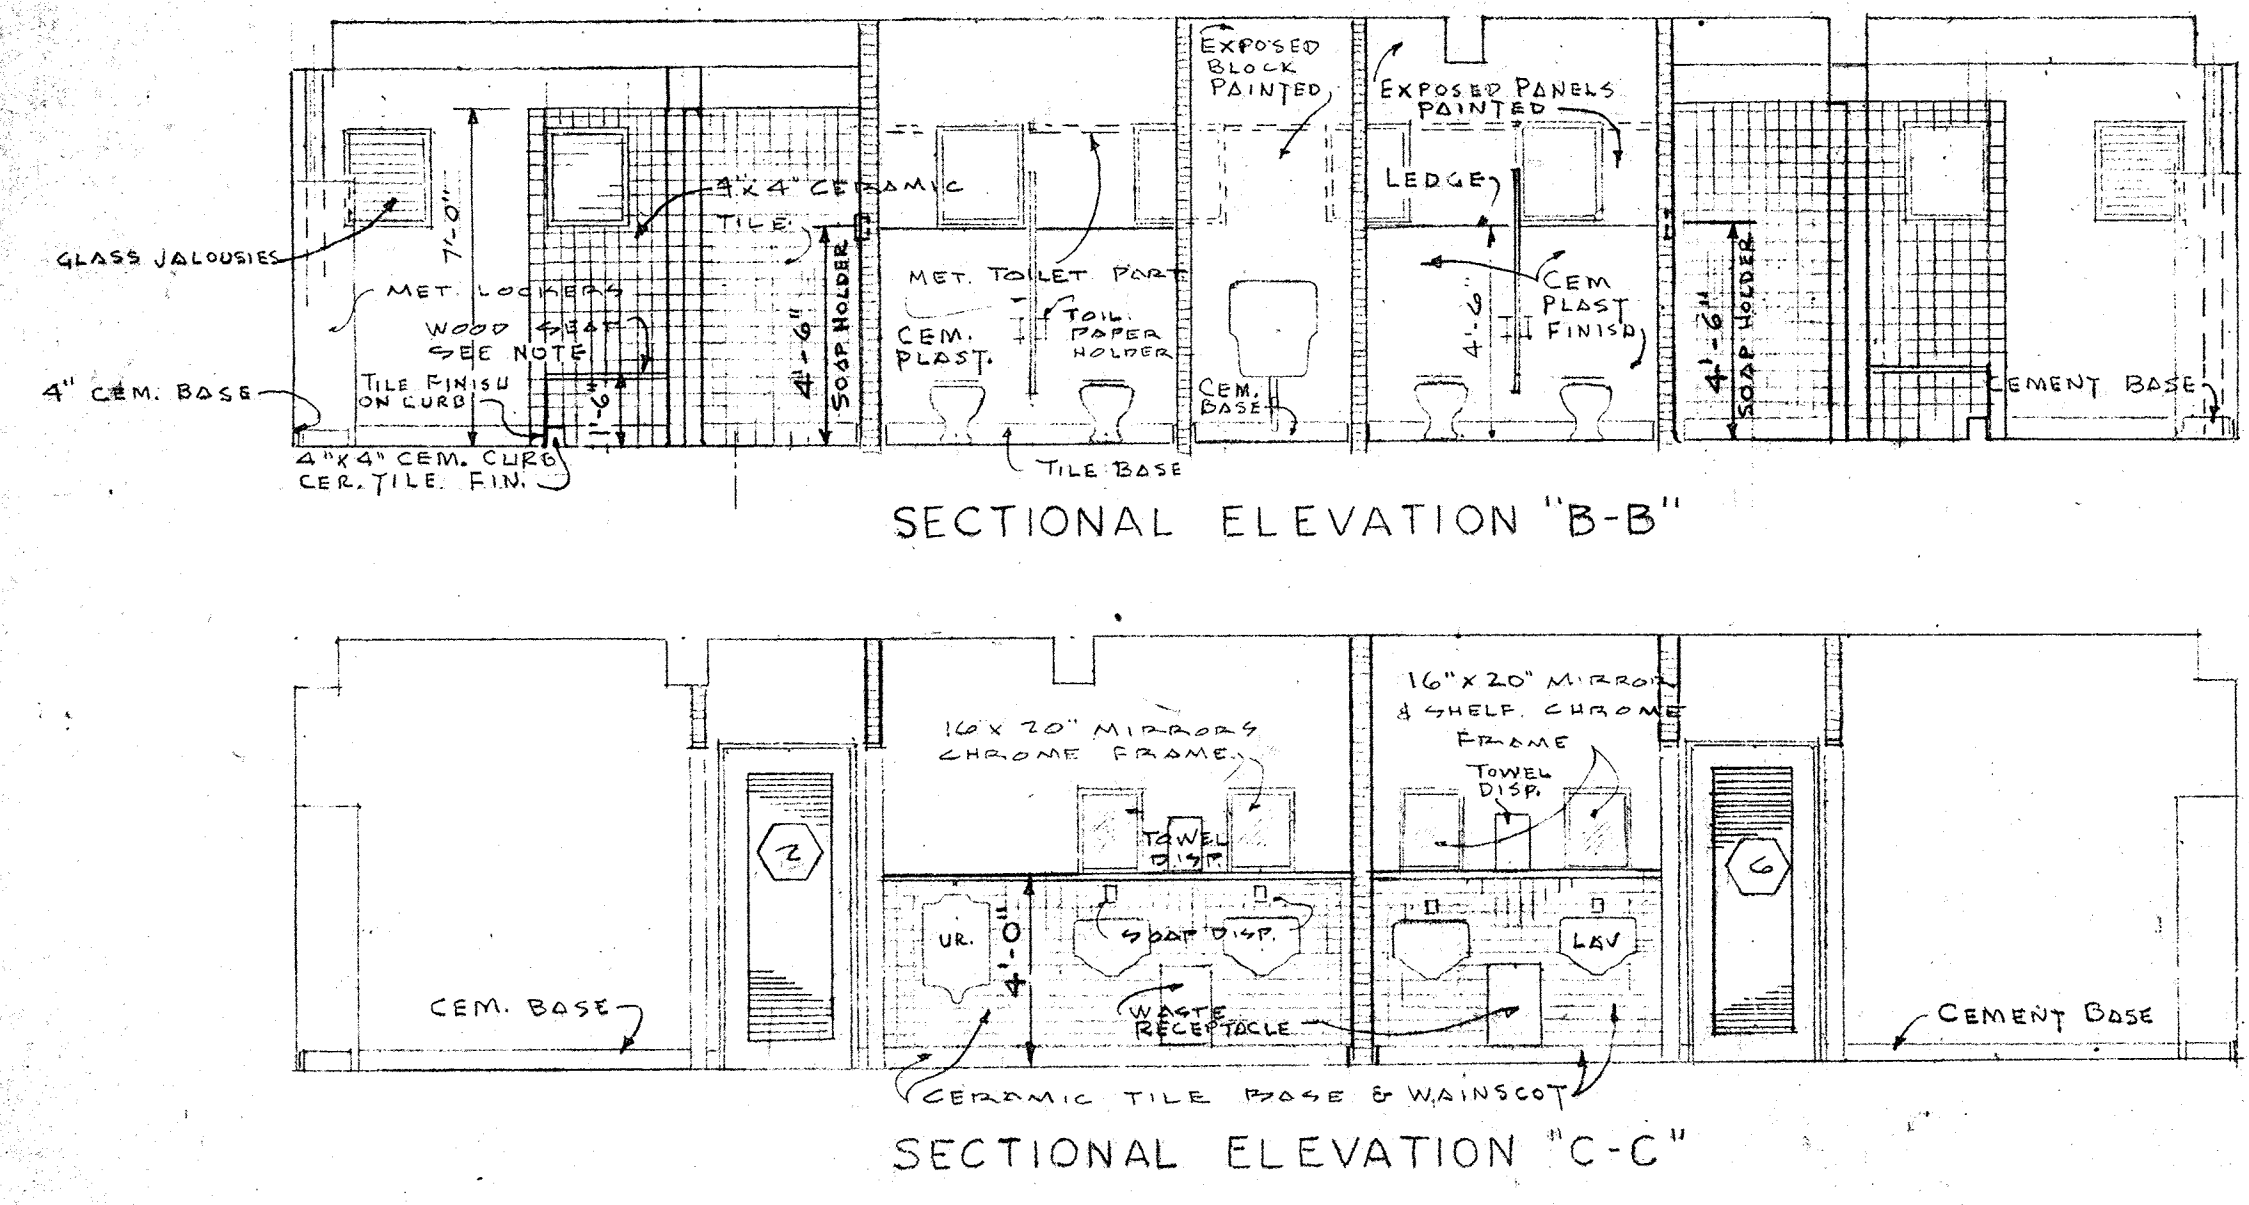 EXPOSED
BLOCK
PAINTED
EXPOSED PANELS
PAINTED
4"x4" CERAMIC
TILE
LEDGE
7'-0"
GLASS JALOUSIES
MET. LOCKERS
WOOD SEAT
SEE NOTE
TILE FINISH
ON CURB
4" CEM. BASE
1'-6"
4"x4" CEM. CURB
CER. TILE. FIN.
4'-6"
SOAP HOLDER
MET. TOILET PART
CEM.
PLAST.
TOIL.
PAPER
HOLDER
TILE BASE
CEM.
BASE
4'-6"
CEM
PLAST
FINISH
4'-6"
SOAP HOLDER
CEMENT BASE
SECTIONAL ELEVATION "B-B"
16"x20" MIRROR
& SHELF. CHROME
FRAME
16x20" MIRRORS
CHROME FRAME.
TOWEL
DISP.
TOWEL
DISP.
2
6
UR.
4'-0"
SOAP DISP.
LAV
WASTE
RECEPTACLE
CEM. BASE
CEMENT BASE
CERAMIC TILE BASE & WAINSCOT
SECTIONAL ELEVATION "C-C"